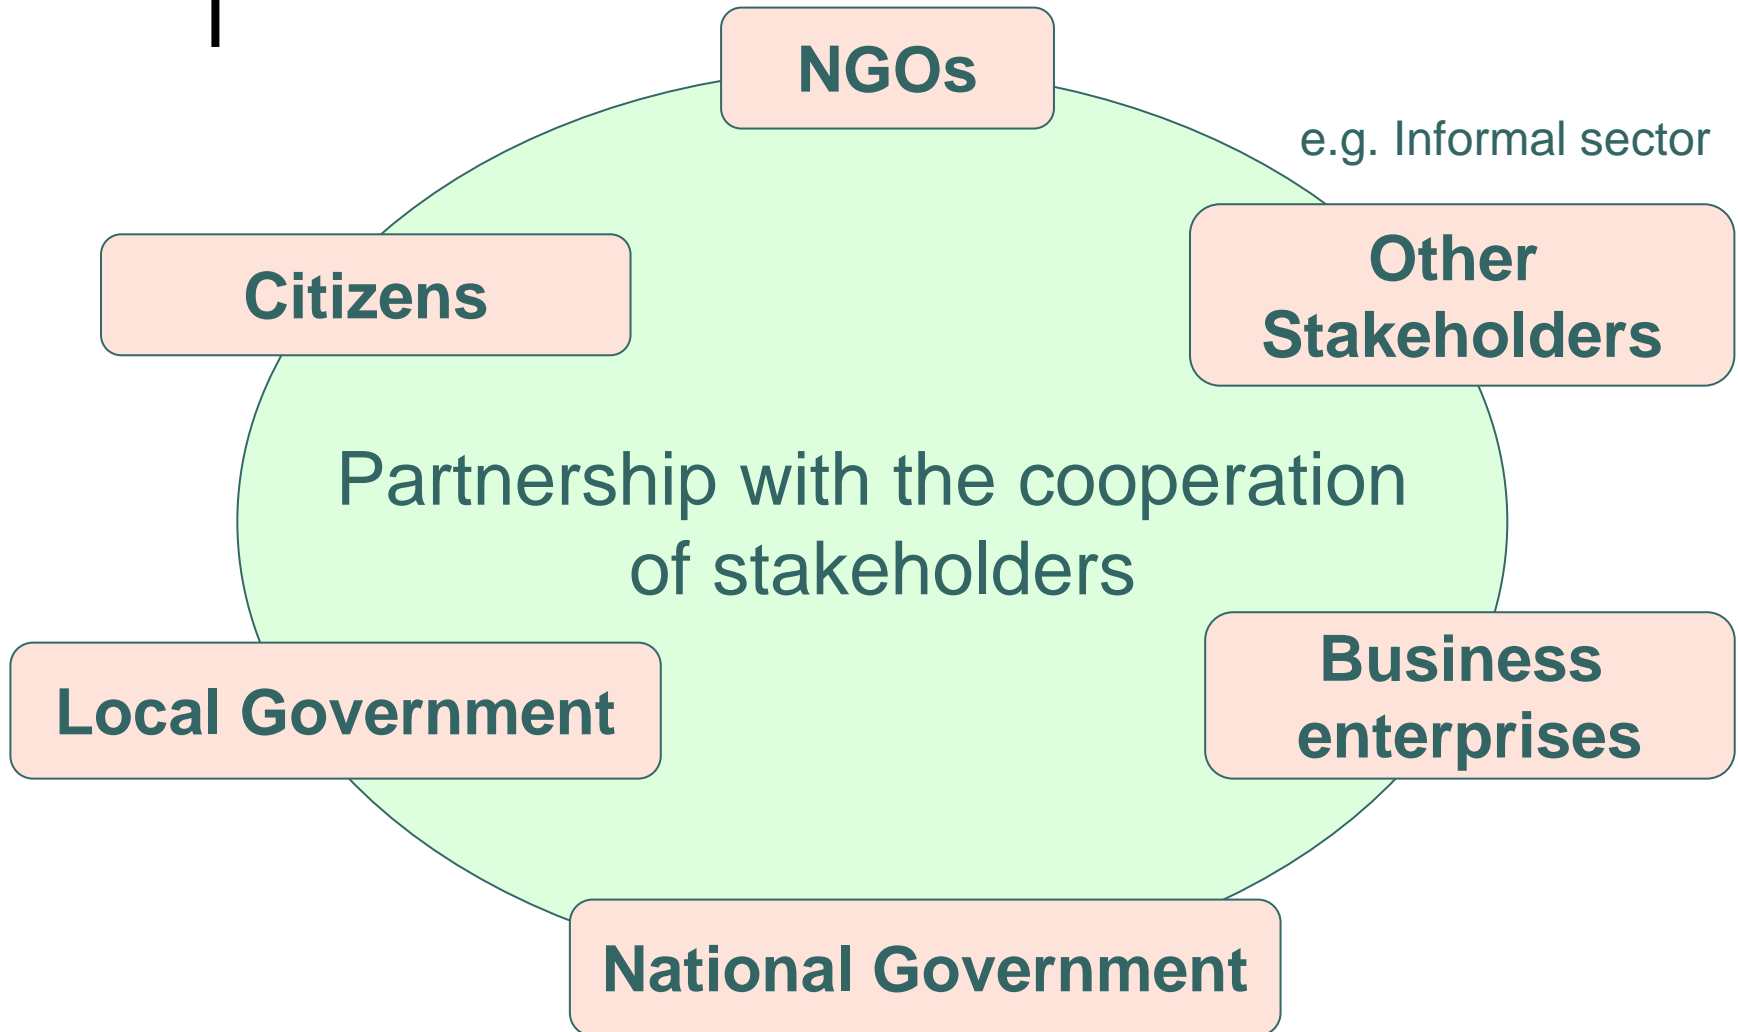 NGOs
e.g. Informal sector
Other
Stakeholders
Citizens
Partnership with the cooperation
of stakeholders
Business
enterprises
Local Government
National Government